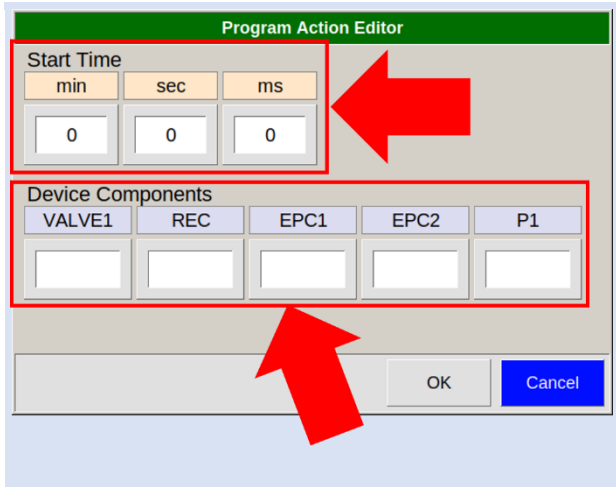 Program Action Editor
Start Time
min sec ms
0 0 0
Device Components
VALVE1 REC EPC1 EPC2 P1
OK Cancel